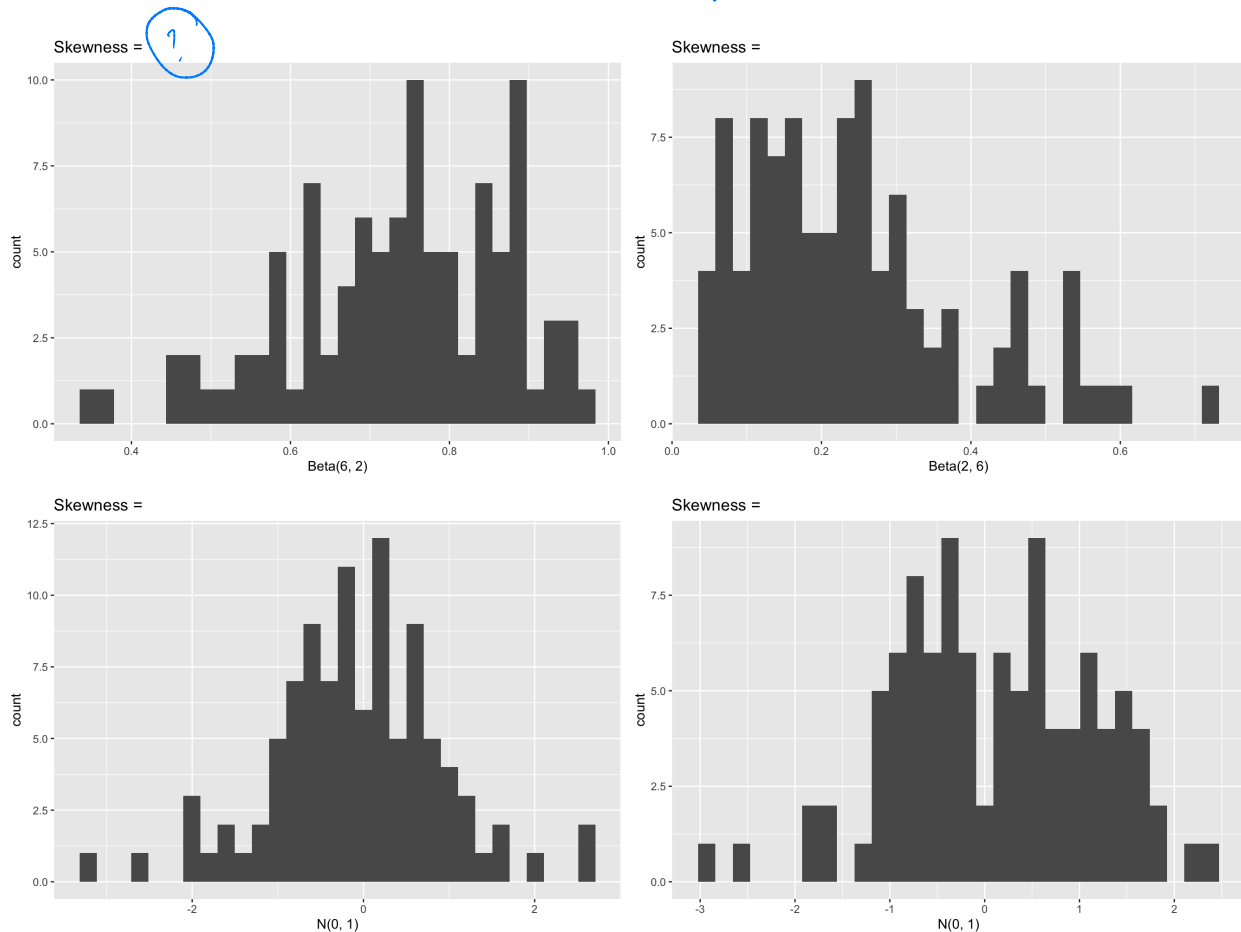 Skewness = ?
10.0
7.5
5.0
2.5
0.0
count
0.4 0.6 0.8 1.0
Beta(6, 2)
Skewness =
7.5
5.0
2.5
0.0
count
0.0 0.2 0.4 0.6
Beta(2, 6)
Skewness =
12.5
10.0
7.5
5.0
2.5
0.0
count
-2 0 2
N(0, 1)
Skewness =
7.5
5.0
2.5
0.0
count
-3 -2 -1 0 1 2
N(0, 1)